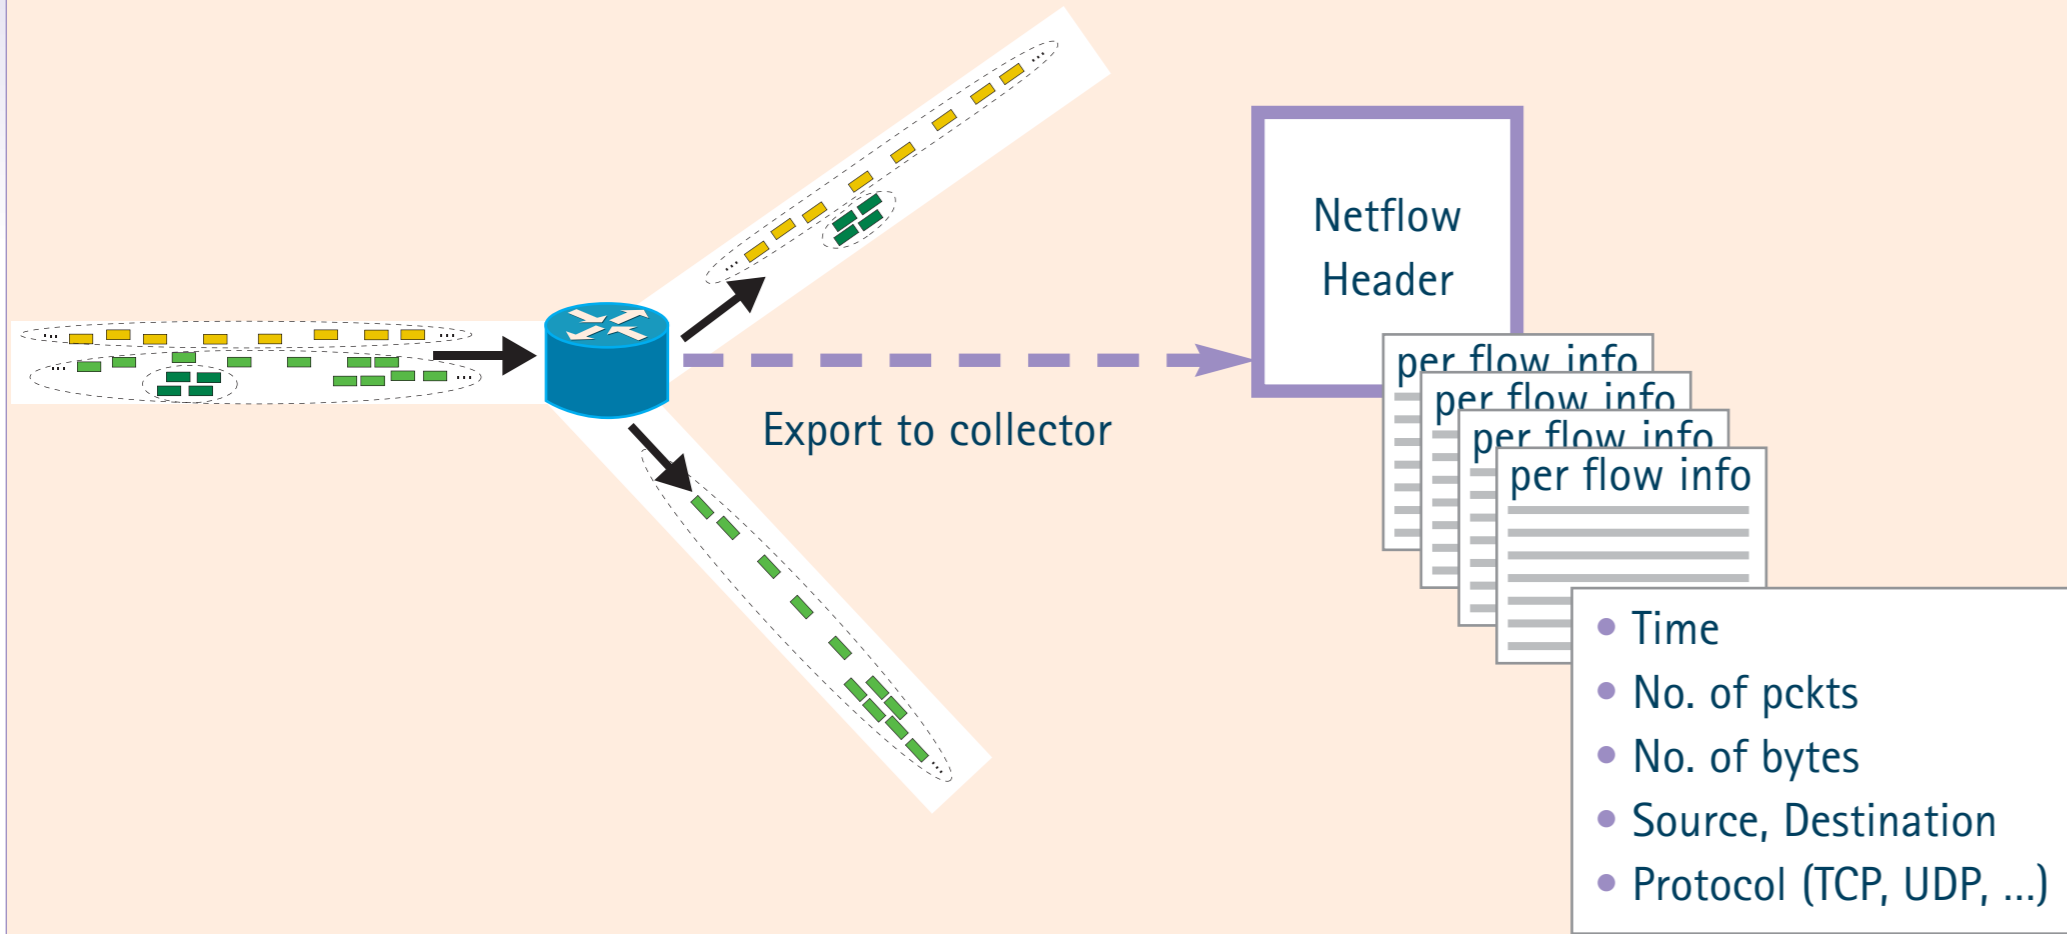 Netflow
Header
per flow info
per flow info
per flow info
per flow info
Export to collector
• Time
• No. of pckts
• No. of bytes
• Source, Destination
• Protocol (TCP, UDP, ...)